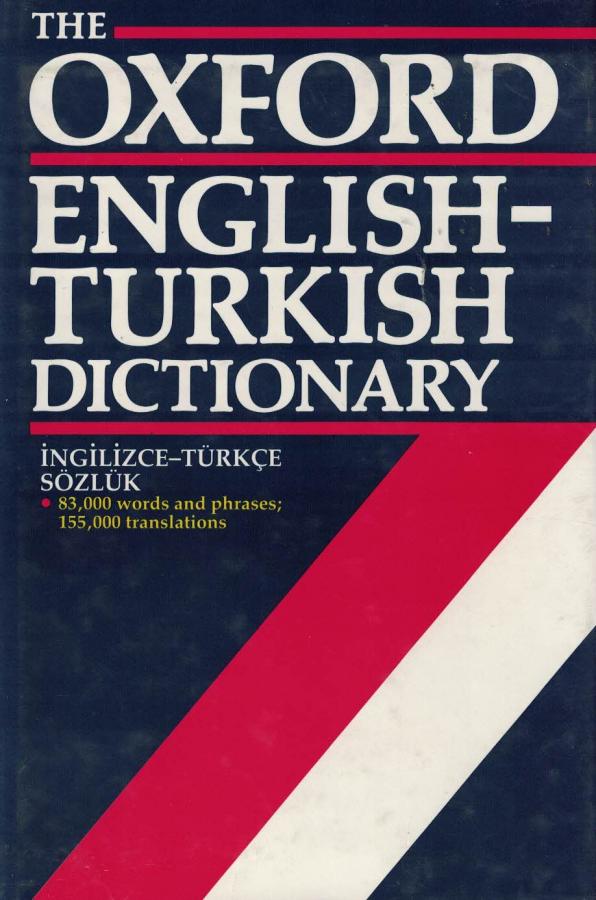 THE
OXFORD
ENGLISH-
TURKISH
DICTIONARY
İNGİLİZCE–TÜRKÇE
SÖZLÜK
• 83,000 words and phrases;
155,000 translations